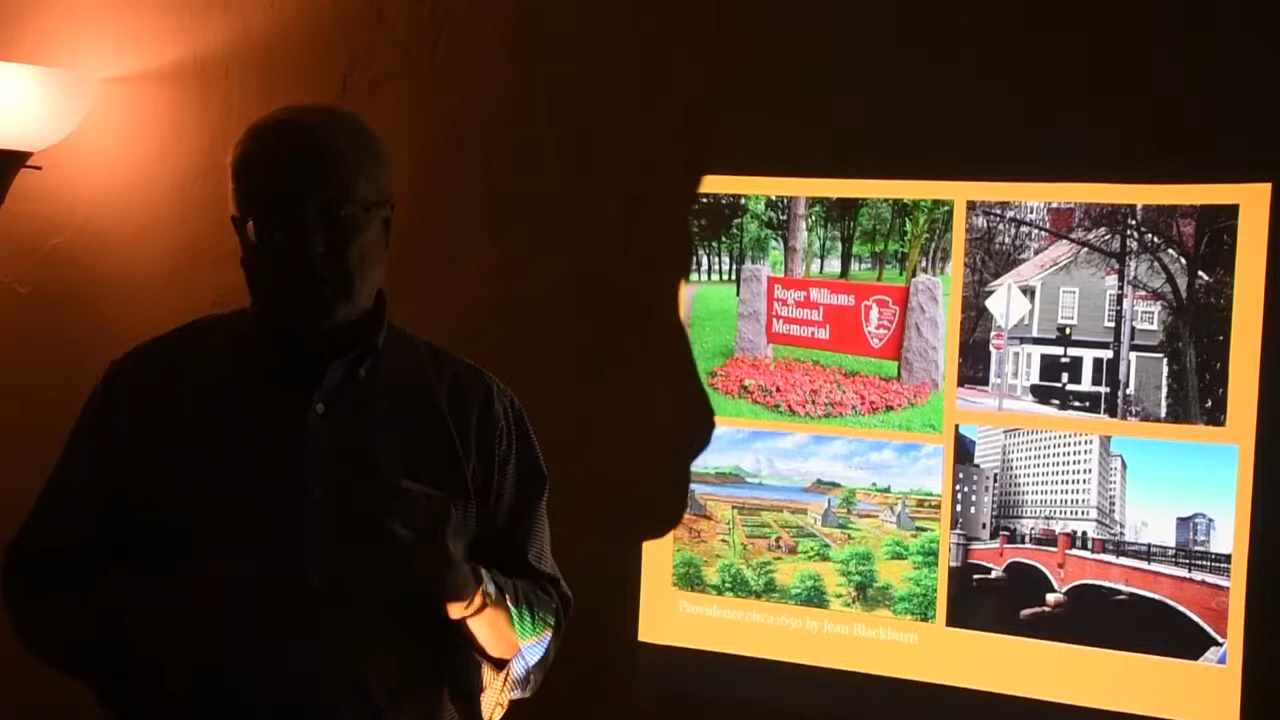 Roger Williams
National
Memorial
Providence circa 1650 by Jean Blackburn